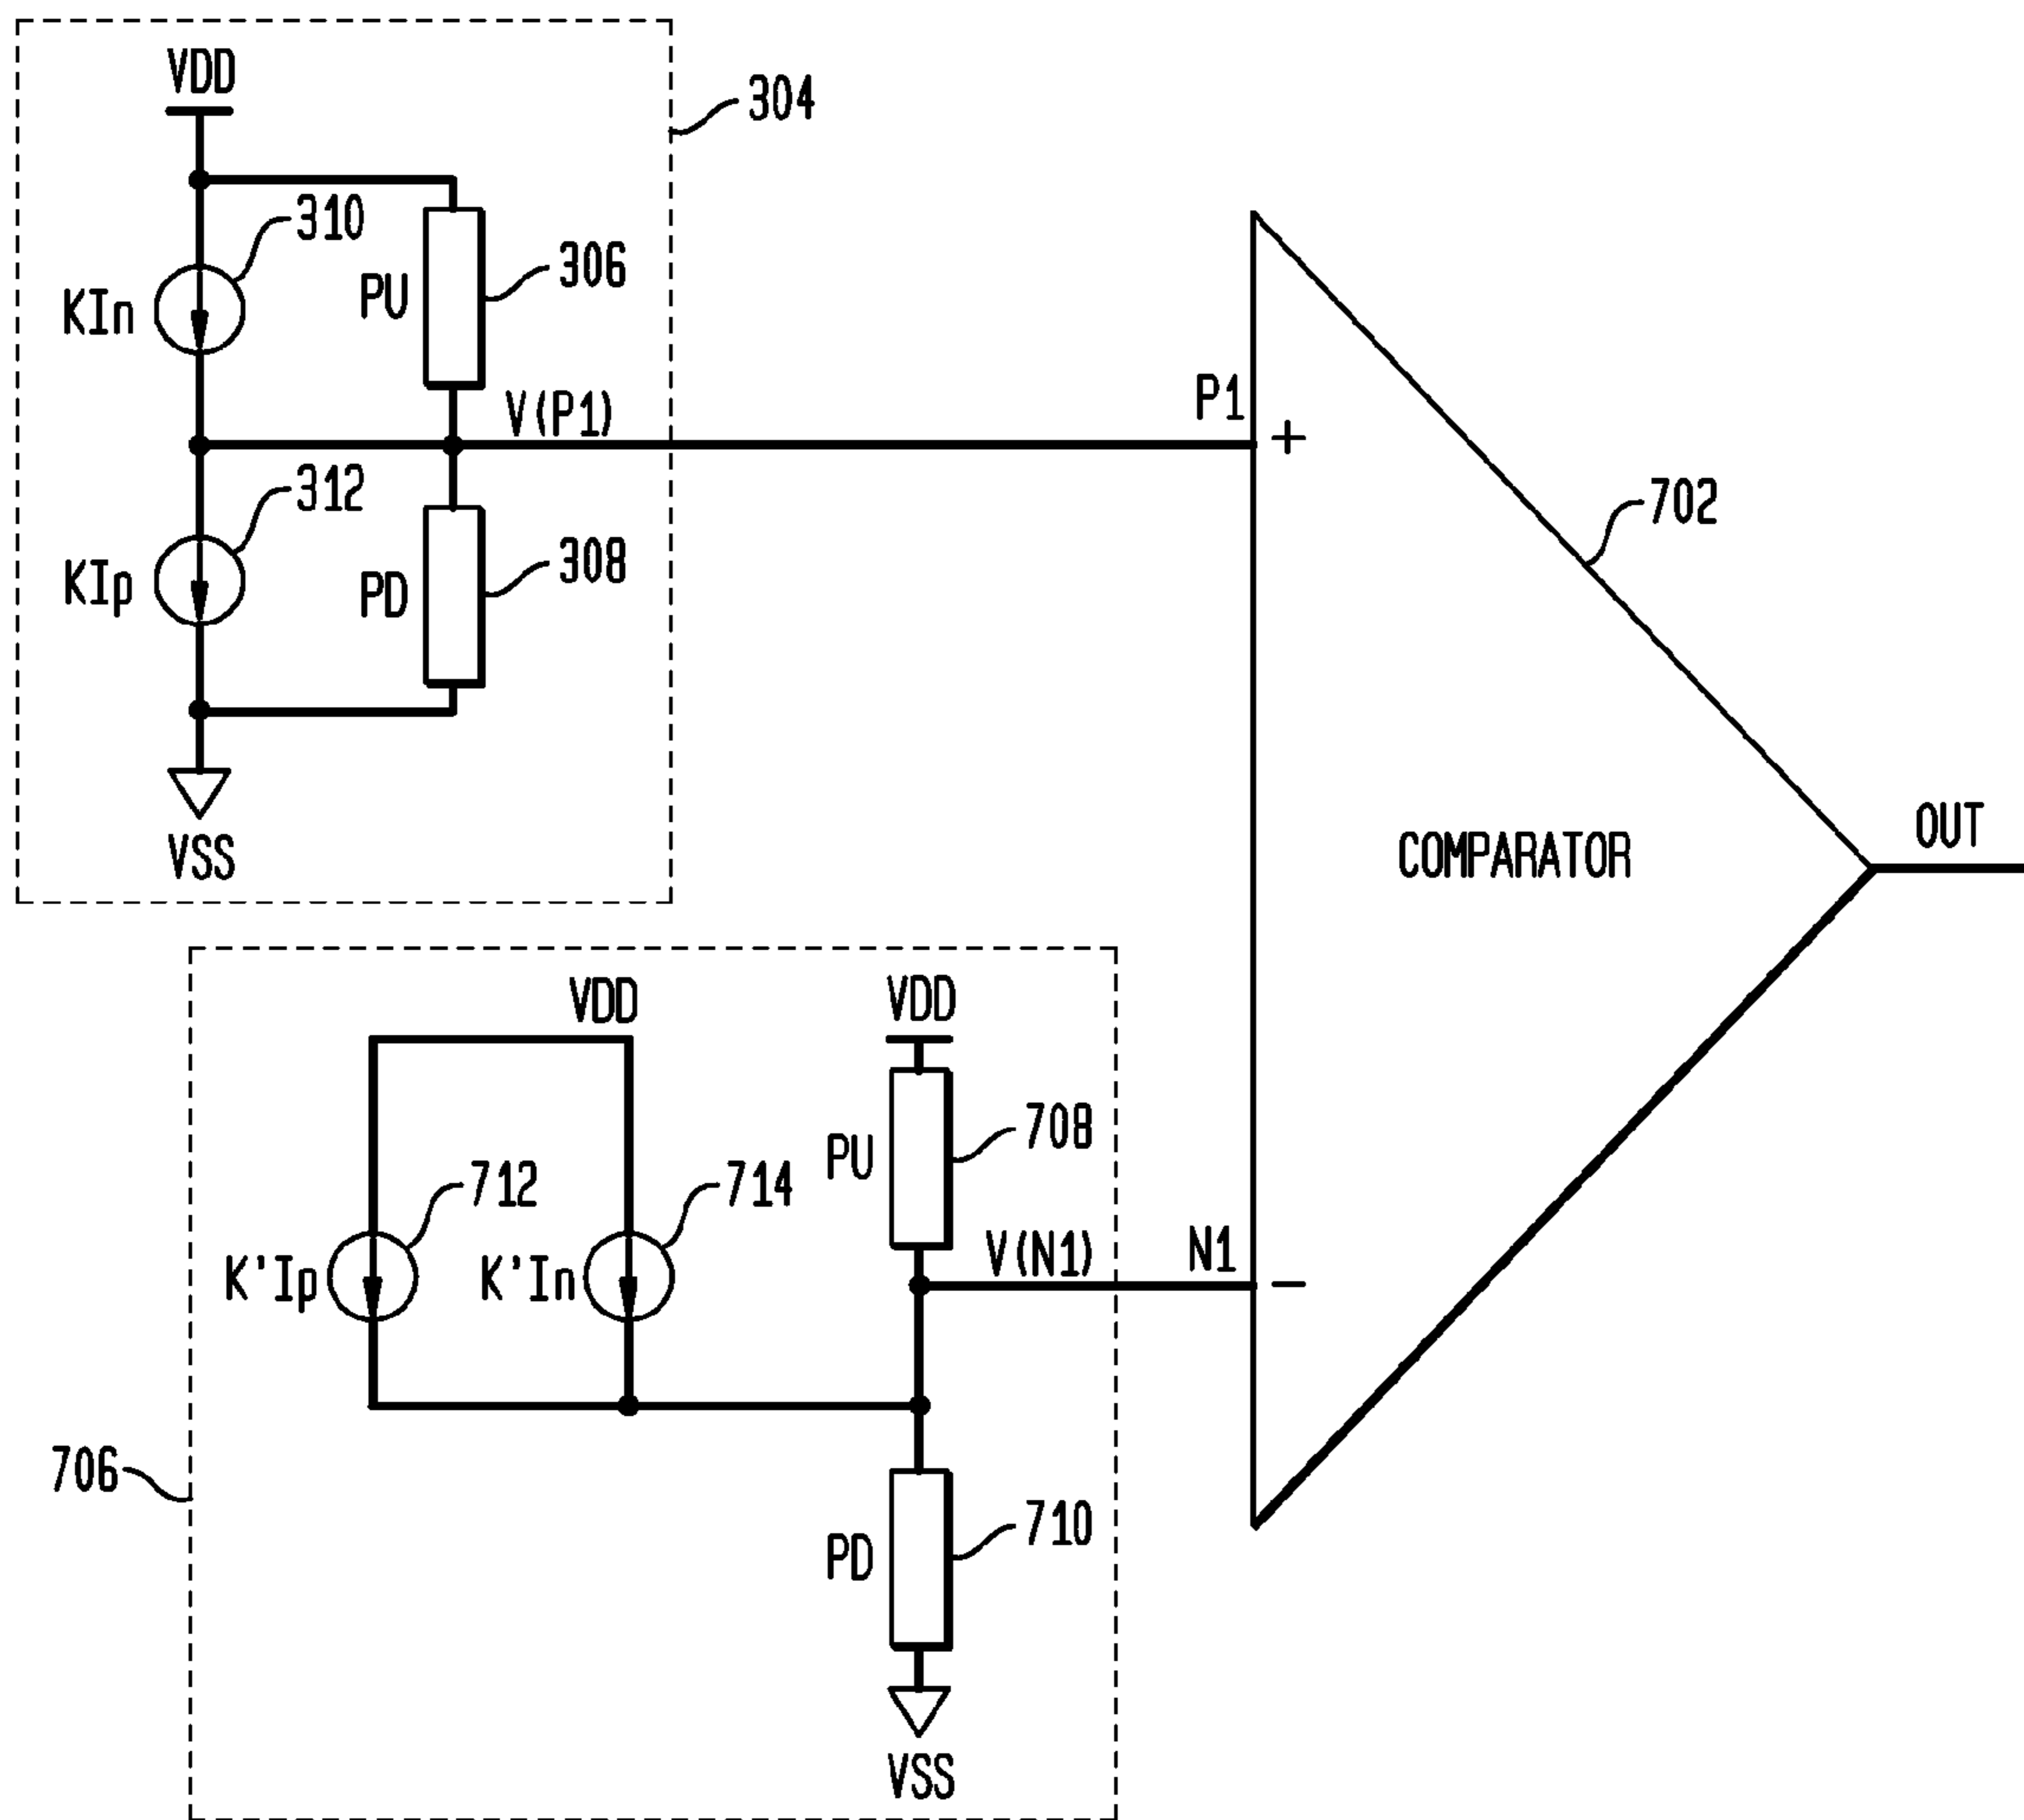 VDD
304
310
306
KIn
PU
V(P1)
P1
+
312
702
308
KIp
PD
OUT
COMPARATOR
VSS
VDD
VDD
708
PU
712
714
V(N1)
N1
−
K'Ip
K'In
706
710
PD
VSS